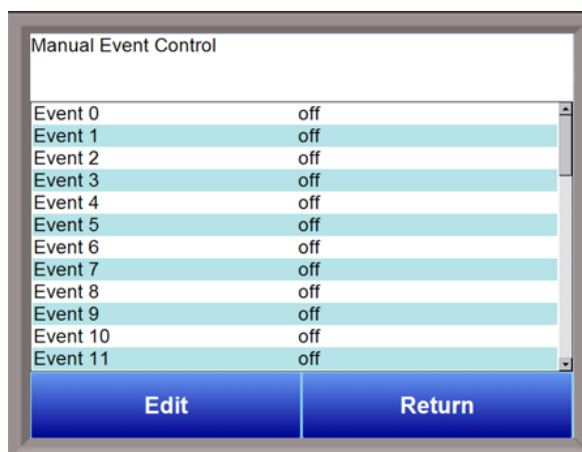 Manual Event Control
Event 0 off
Event 1 off
Event 2 off
Event 3 off
Event 4 off
Event 5 off
Event 6 off
Event 7 off
Event 8 off
Event 9 off
Event 10 off
Event 11 off
Edit Return